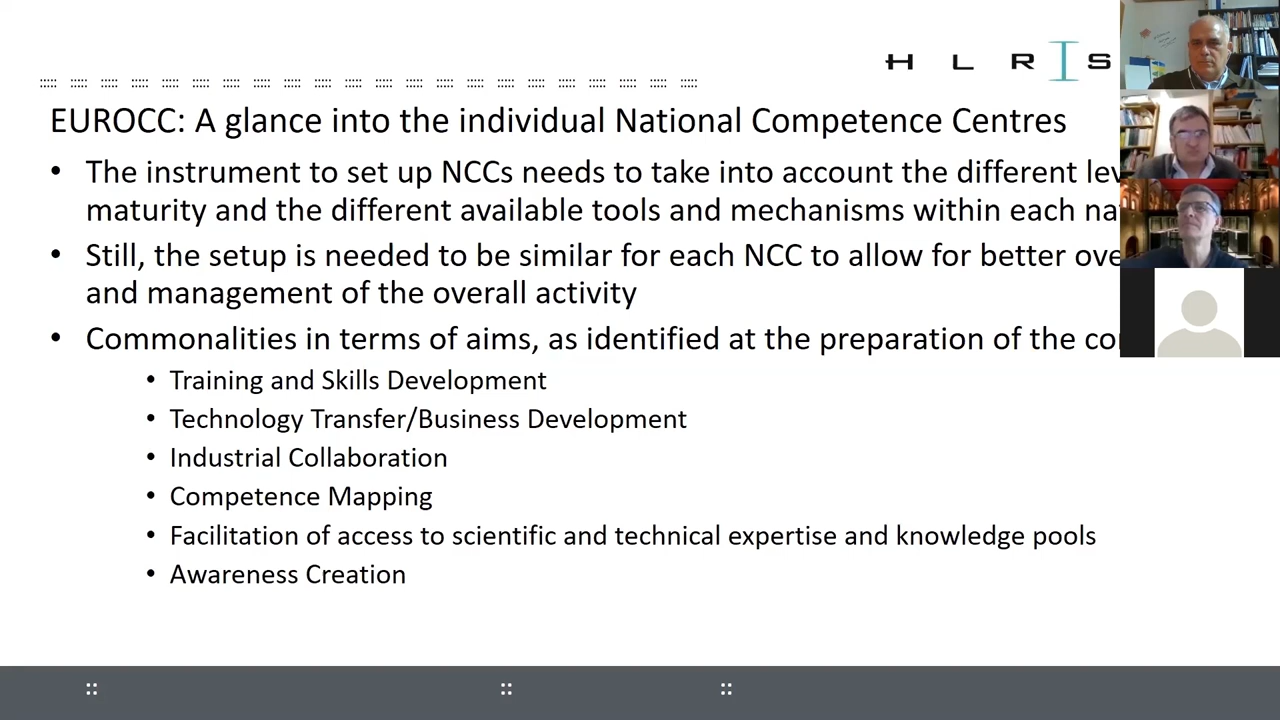 H L R I S
EUROCC: A glance into the individual National Competence Centres
• The instrument to set up NCCs needs to take into account the different lev
maturity and the different available tools and mechanisms within each na
• Still, the setup is needed to be similar for each NCC to allow for better ove
and management of the overall activity
• Commonalities in terms of aims, as identified at the preparation of the co
• Training and Skills Development
• Technology Transfer/Business Development
• Industrial Collaboration
• Competence Mapping
• Facilitation of access to scientific and technical expertise and knowledge pools
• Awareness Creation